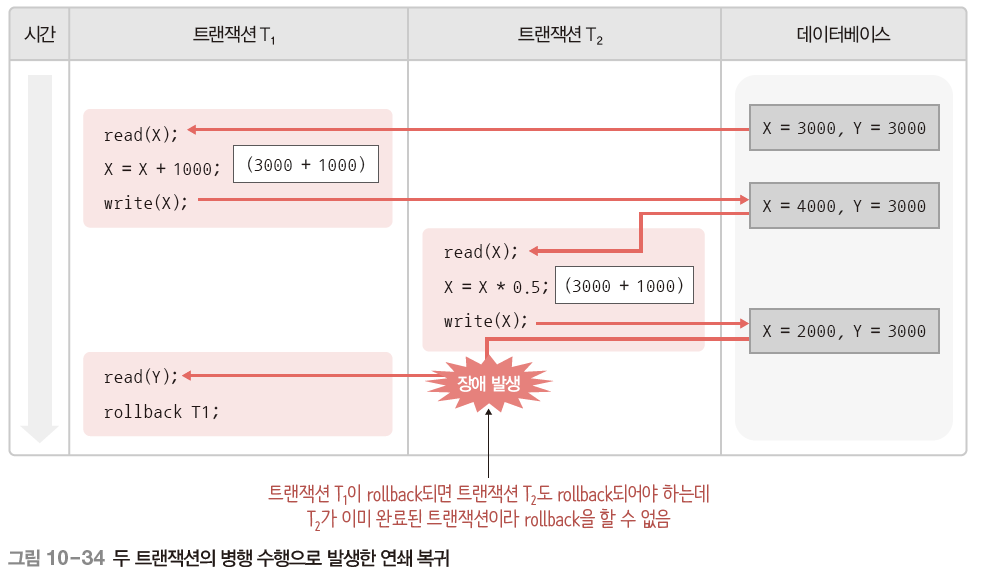 시간 트랜잭션 T1 트랜잭션 T2 데이터베이스
X = 3000, Y = 3000
read(X);
X = X + 1000; (3000 + 1000)
write(X);
X = 4000, Y = 3000
read(X);
X = X * 0.5; (3000 + 1000)
write(X);
X = 2000, Y = 3000
read(Y);
장애 발생
rollback T1;
트랜잭션 T1이 rollback되면 트랜잭션 T2도 rollback되어야 하는데
T2가 이미 완료된 트랜잭션이라 rollback을 할 수 없음
그림 10-34 두 트랜잭션의 병행 수행으로 발생한 연쇄 복귀